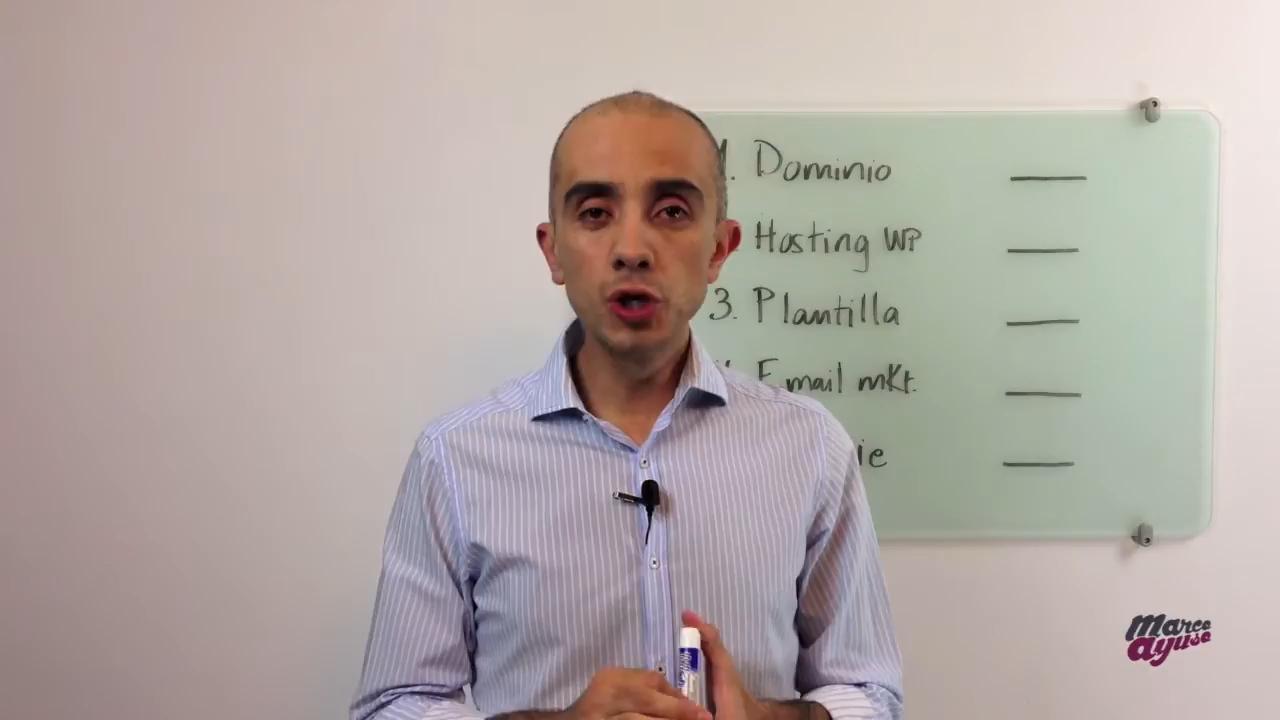 1. Dominio
Hosting WP
3. Plantilla
Email mkt.
marco
ayuso